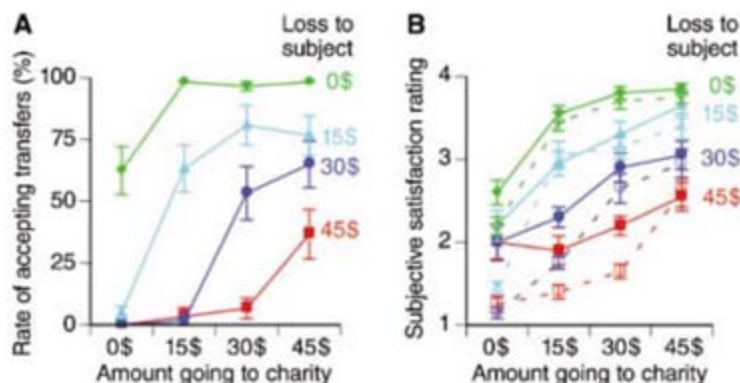 A
Loss to
subject
Rate of accepting transfers (%)
100
75
50
25
0
0$
15$
30$
45$
0$ 15$ 30$ 45$
Amount going to charity
B
Loss to
subject
Subjective satisfaction rating
4
3
2
1
0$
15$
30$
45$
0$ 15$ 30$ 45$
Amount going to charity